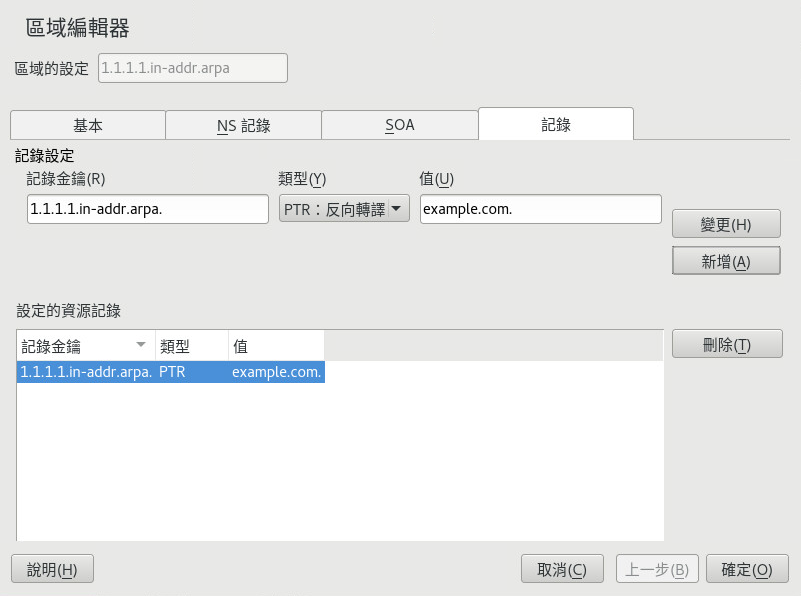 區域編輯器
區域的設定 1.1.1.1.in-addr.arpa
基本 NS 記錄 SOA 記錄
記錄設定
記錄金鑰(R) 類型(Y) 值(U)
1.1.1.1.in-addr.arpa. PTR：反向轉譯 example.com.
變更(H)
新增(A)
設定的資源記錄
記錄金鑰 類型 值 刪除(T)
1.1.1.1.in-addr.arpa. PTR example.com.
說明(H) 取消(C) 上一步(B) 確定(O)